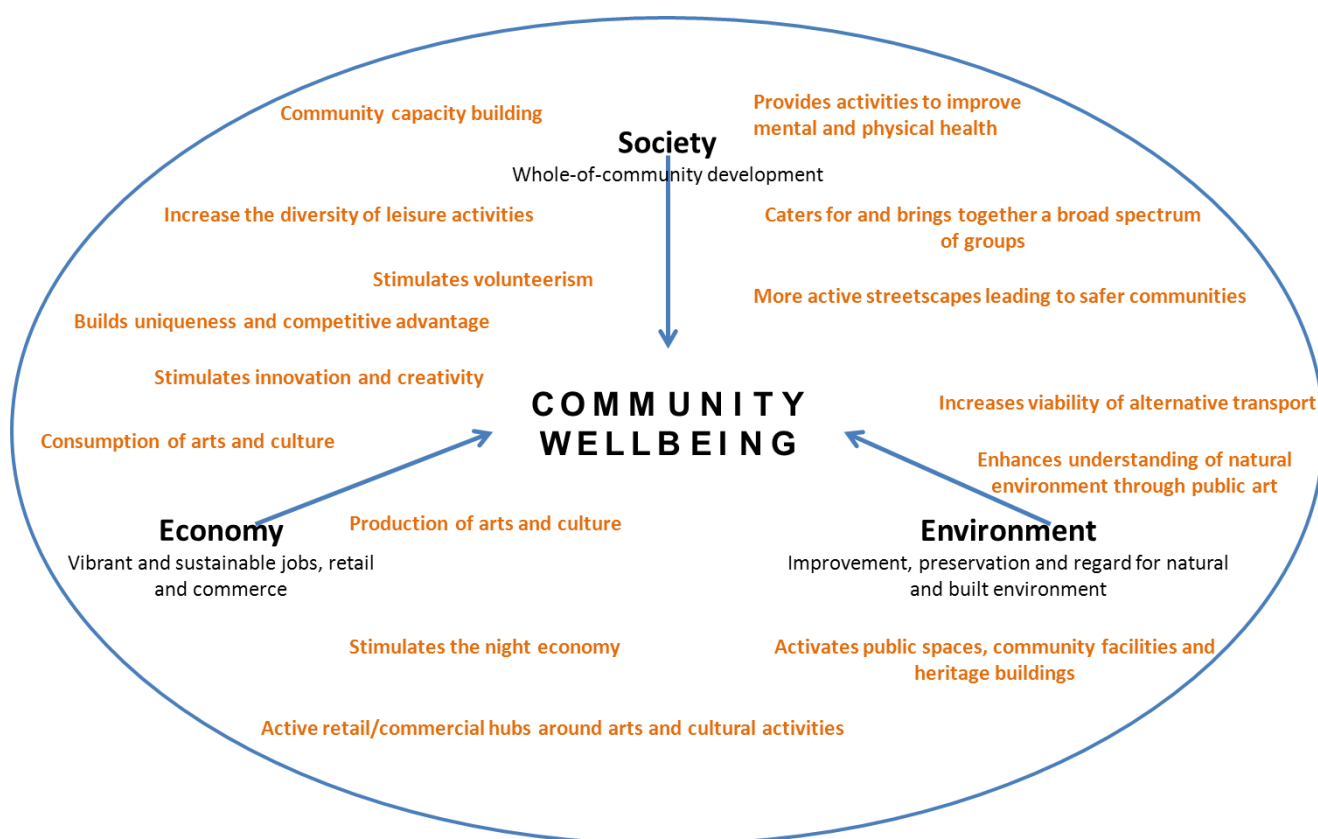 Community capacity building
Provides activities to improve
mental and physical health
Society
Whole-of-community development
Increase the diversity of leisure activities
Caters for and brings together a broad spectrum
of groups
Stimulates volunteerism
More active streetscapes leading to safer communities
Builds uniqueness and competitive advantage
Stimulates innovation and creativity
COMMUNITY
WELLBEING
Increases viability of alternative transport
Consumption of arts and culture
Enhances understanding of natural
environment through public art
Economy
Vibrant and sustainable jobs, retail
and commerce
Production of arts and culture
Environment
Improvement, preservation and regard for natural
and built environment
Stimulates the night economy
Activates public spaces, community facilities and
heritage buildings
Active retail/commercial hubs around arts and cultural activities